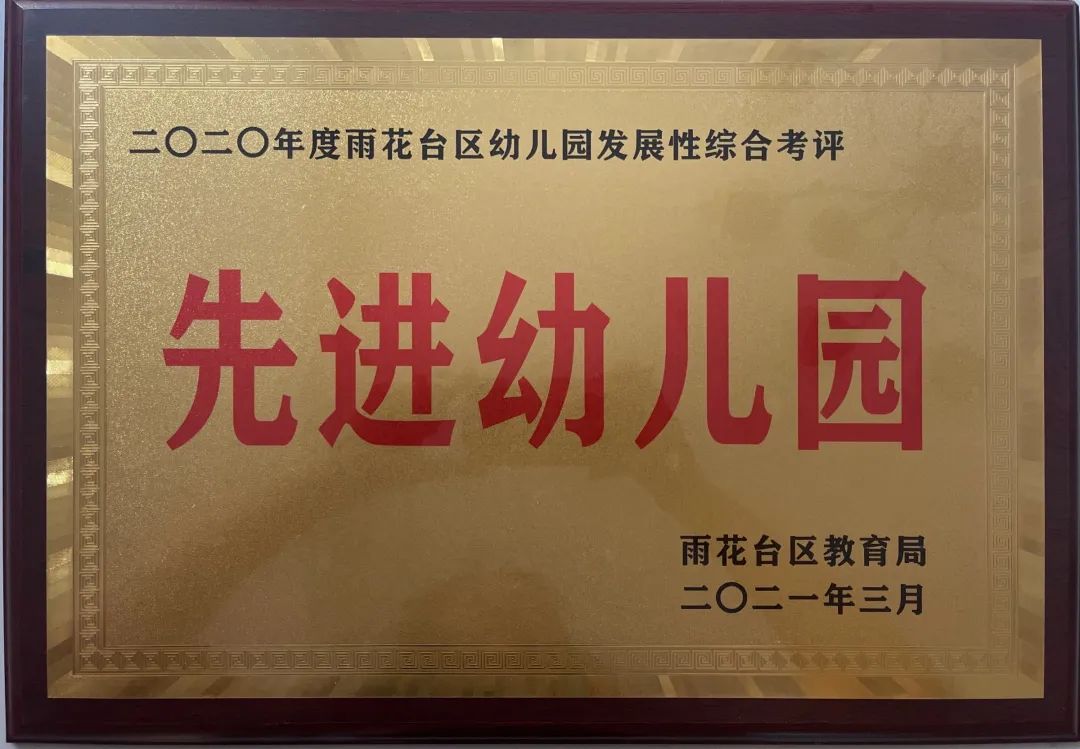 二〇二〇年度雨花台区幼儿园发展性综合考评
先进幼儿园
雨花台区教育局
二〇二一年三月